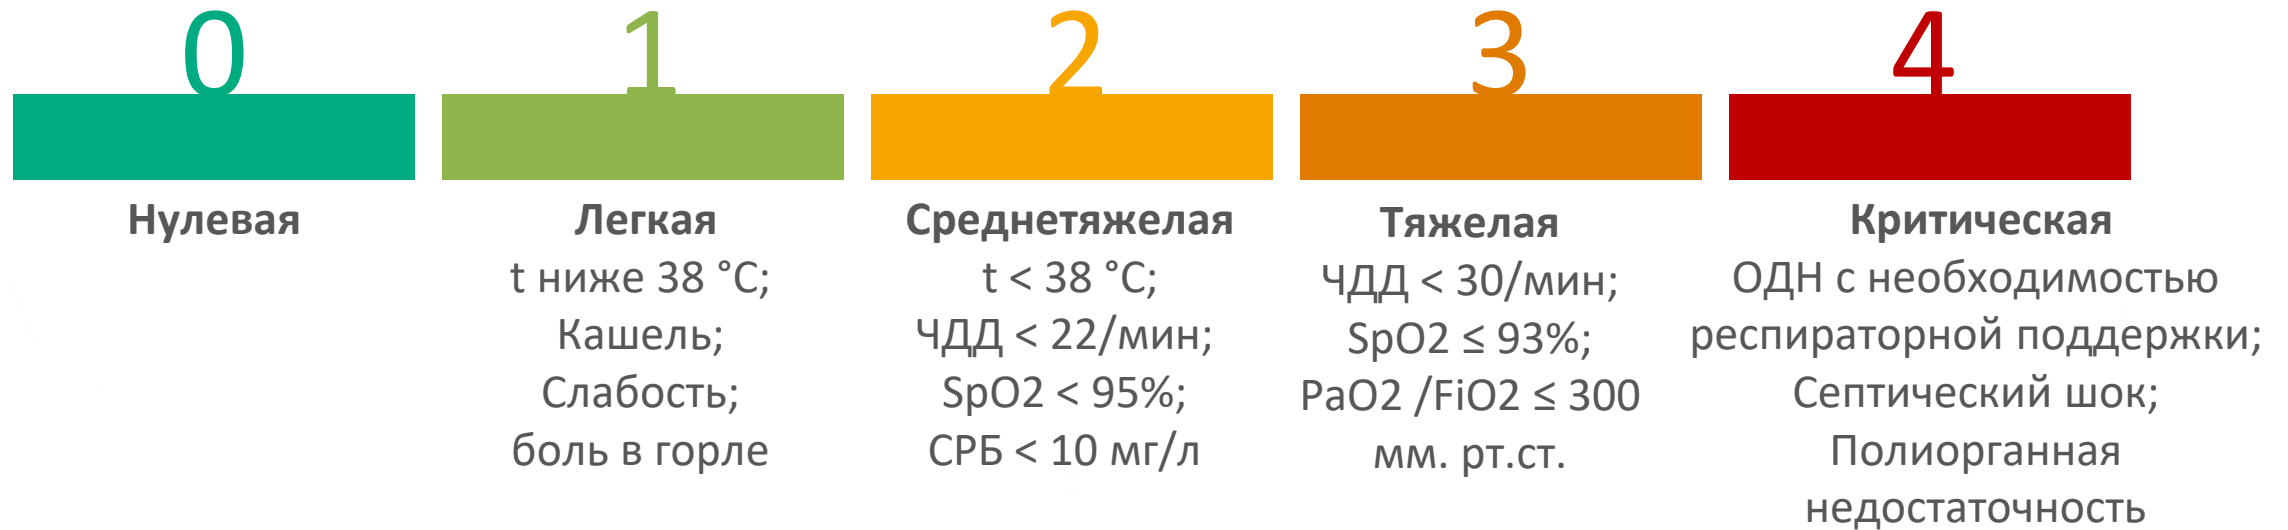 0
Нулевая
1
Легкая
t ниже 38 °C;
Кашель;
Слабость;
боль в горле
2
Среднетяжелая
t < 38 °C;
ЧДД < 22/мин;
SpO2 < 95%;
СРБ < 10 мг/л
3
Тяжелая
ЧДД < 30/мин;
SpO2 ≤ 93%;
PaO2 /FiO2 ≤ 300
мм. рт.ст.
4
Критическая
ОДН с необходимостью
респираторной поддержки;
Септический шок;
Полиорганная
недостаточность